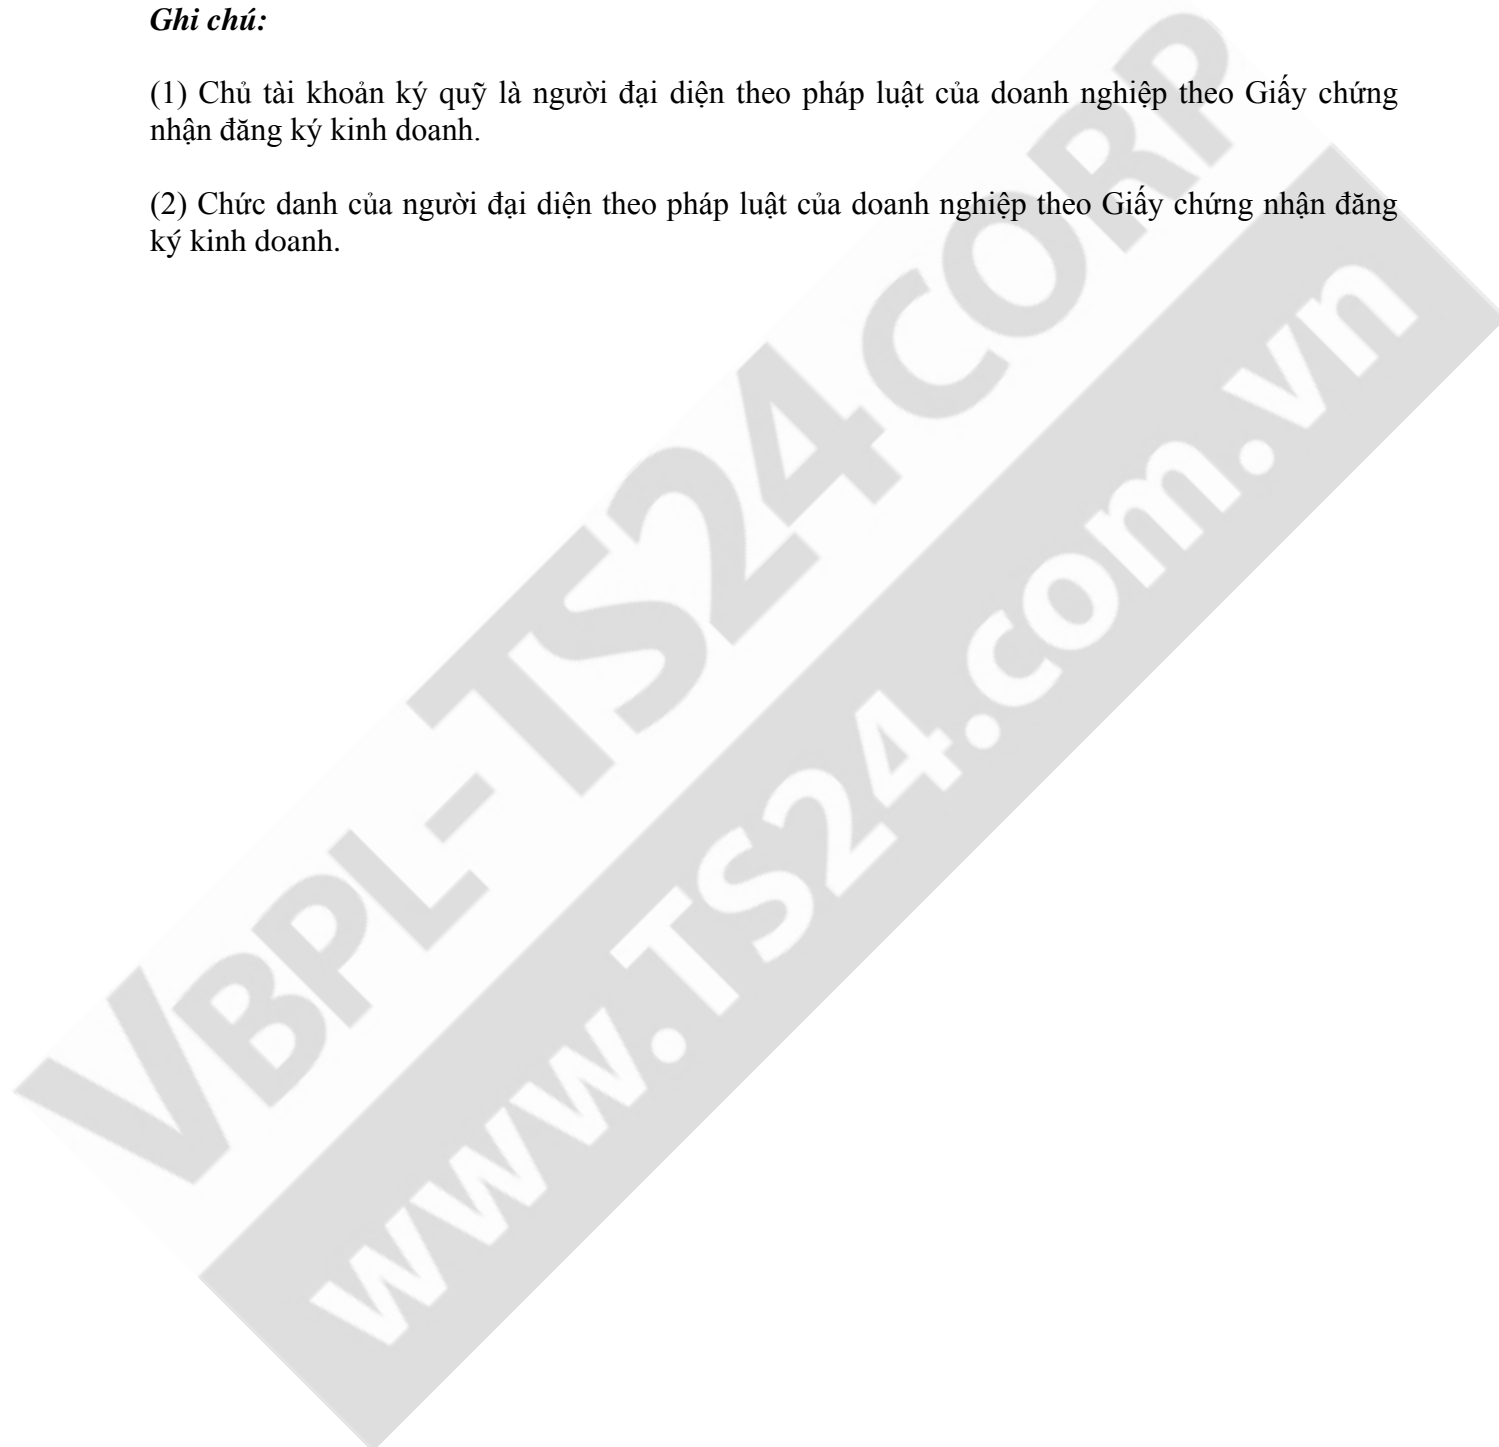 Ghi chú:
(1) Chủ tài khoản ký quỹ là người đại diện theo pháp luật của doanh nghiệp theo Giấy chứng
nhận đăng ký kinh doanh.
(2) Chức danh của người đại diện theo pháp luật của doanh nghiệp theo Giấy chứng nhận đăng
ký kinh doanh.
VBPL-TS24CORP
www.TS24.com.vn